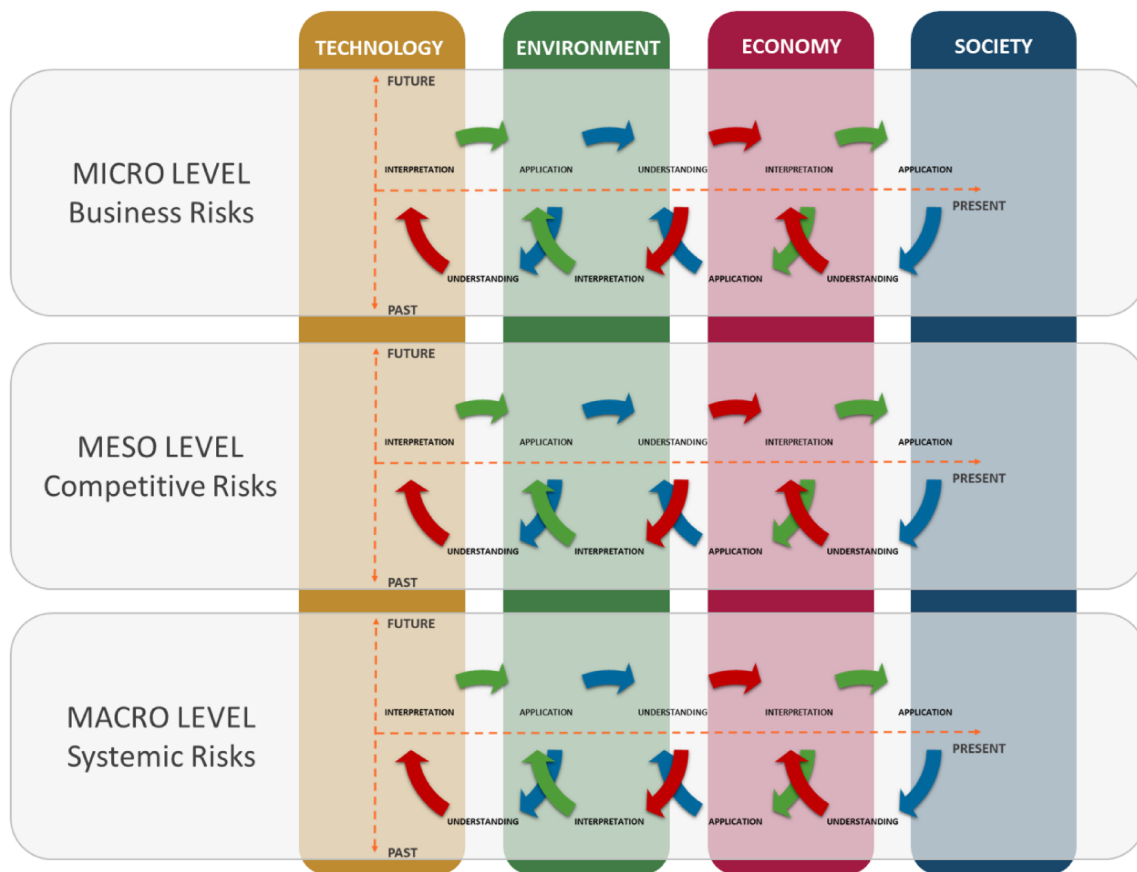 TECHNOLOGY ENVIRONMENT ECONOMY SOCIETY
FUTURE
MICRO LEVEL
Business Risks
INTERPRETATION APPLICATION UNDERSTANDING INTERPRETATION APPLICATION
PRESENT
UNDERSTANDING INTERPRETATION APPLICATION UNDERSTANDING
PAST
FUTURE
MESO LEVEL
Competitive Risks
INTERPRETATION APPLICATION UNDERSTANDING INTERPRETATION APPLICATION
PRESENT
UNDERSTANDING INTERPRETATION APPLICATION UNDERSTANDING
PAST
FUTURE
MACRO LEVEL
Systemic Risks
INTERPRETATION APPLICATION UNDERSTANDING INTERPRETATION APPLICATION
PRESENT
UNDERSTANDING INTERPRETATION APPLICATION UNDERSTANDING
PAST